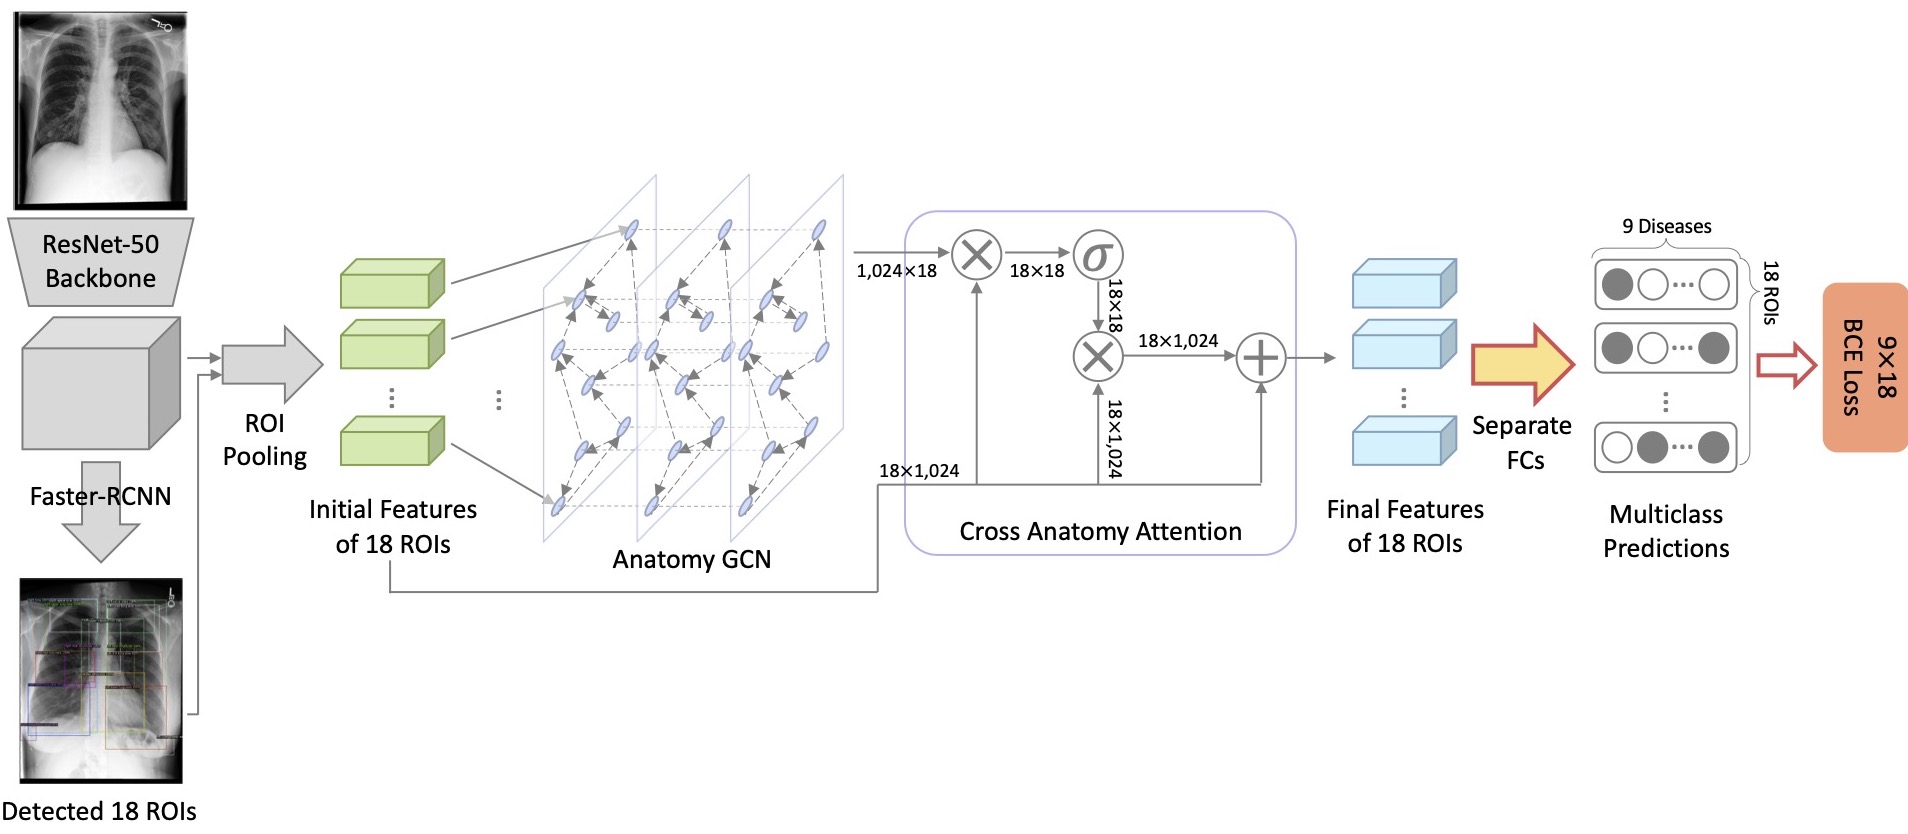 ResNet-50
Backbone
Faster-RCNN
Detected 18 ROIs
ROI
Pooling
Initial Features
of 18 ROIs
Anatomy GCN
1,024×18
18×18
σ
18×18
18×1,024
18×1,024
18×1,024
Cross Anatomy Attention
Final Features
of 18 ROIs
Separate
FCs
9 Diseases
18 ROIs
Multiclass
Predictions
9×18
BCE Loss